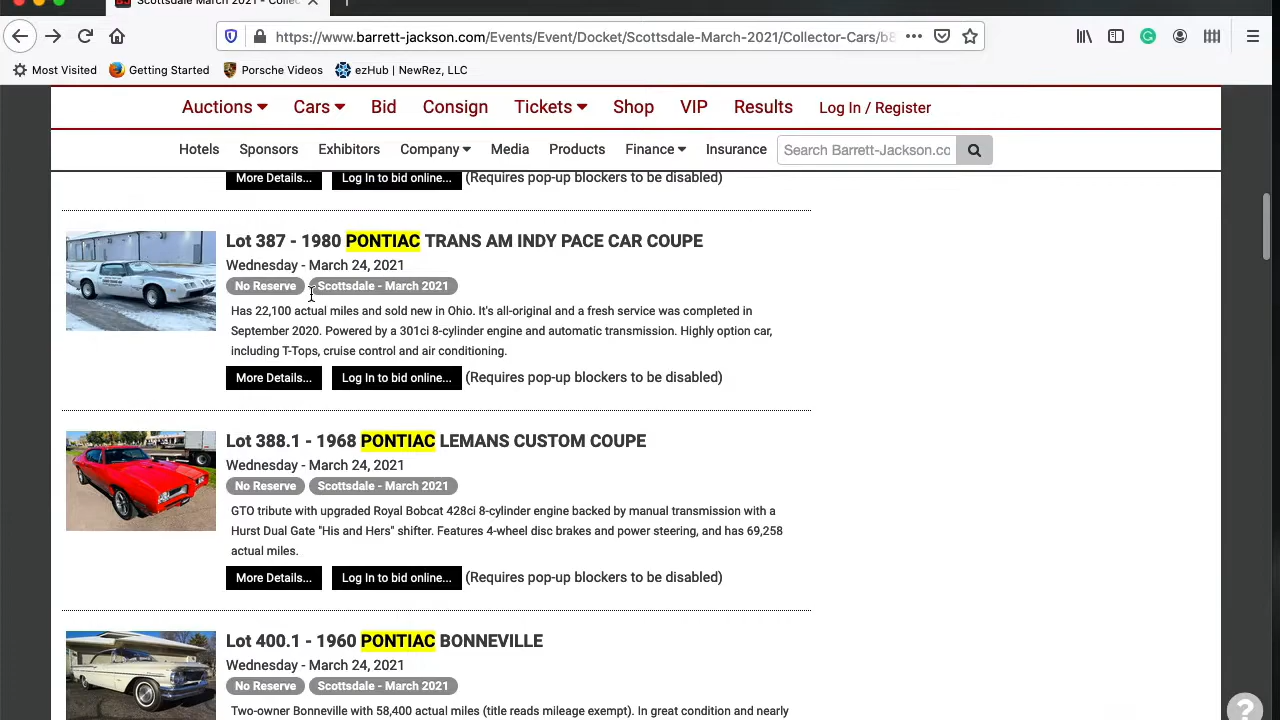 Scottsdale March 2021 - Collec
https://www.barrett-jackson.com/Events/Event/Docket/Scottsdale-March-2021/Collector-Cars/b8
Most Visited Getting Started Porsche Videos ezHub | NewRez, LLC
Auctions Cars Bid Consign Tickets Shop VIP Results Log In / Register
Hotels Sponsors Exhibitors Company Media Products Finance Insurance Search Barrett-Jackson.co
More Details... Log In to bid online... (Requires pop-up blockers to be disabled)
Lot 387 - 1980 PONTIAC TRANS AM INDY PACE CAR COUPE
Wednesday - March 24, 2021
No Reserve Scottsdale - March 2021
Has 22,100 actual miles and sold new in Ohio. It's all-original and a fresh service was completed in
September 2020. Powered by a 301ci 8-cylinder engine and automatic transmission. Highly option car,
including T-Tops, cruise control and air conditioning.
More Details... Log In to bid online... (Requires pop-up blockers to be disabled)
Lot 388.1 - 1968 PONTIAC LEMANS CUSTOM COUPE
Wednesday - March 24, 2021
No Reserve Scottsdale - March 2021
GTO tribute with upgraded Royal Bobcat 428ci 8-cylinder engine backed by manual transmission with a
Hurst Dual Gate "His and Hers" shifter. Features 4-wheel disc brakes and power steering, and has 69,258
actual miles.
More Details... Log In to bid online... (Requires pop-up blockers to be disabled)
Lot 400.1 - 1960 PONTIAC BONNEVILLE
Wednesday - March 24, 2021
No Reserve Scottsdale - March 2021
Two-owner Bonneville with 58,400 actual miles (title reads mileage exempt). In great condition and nearly